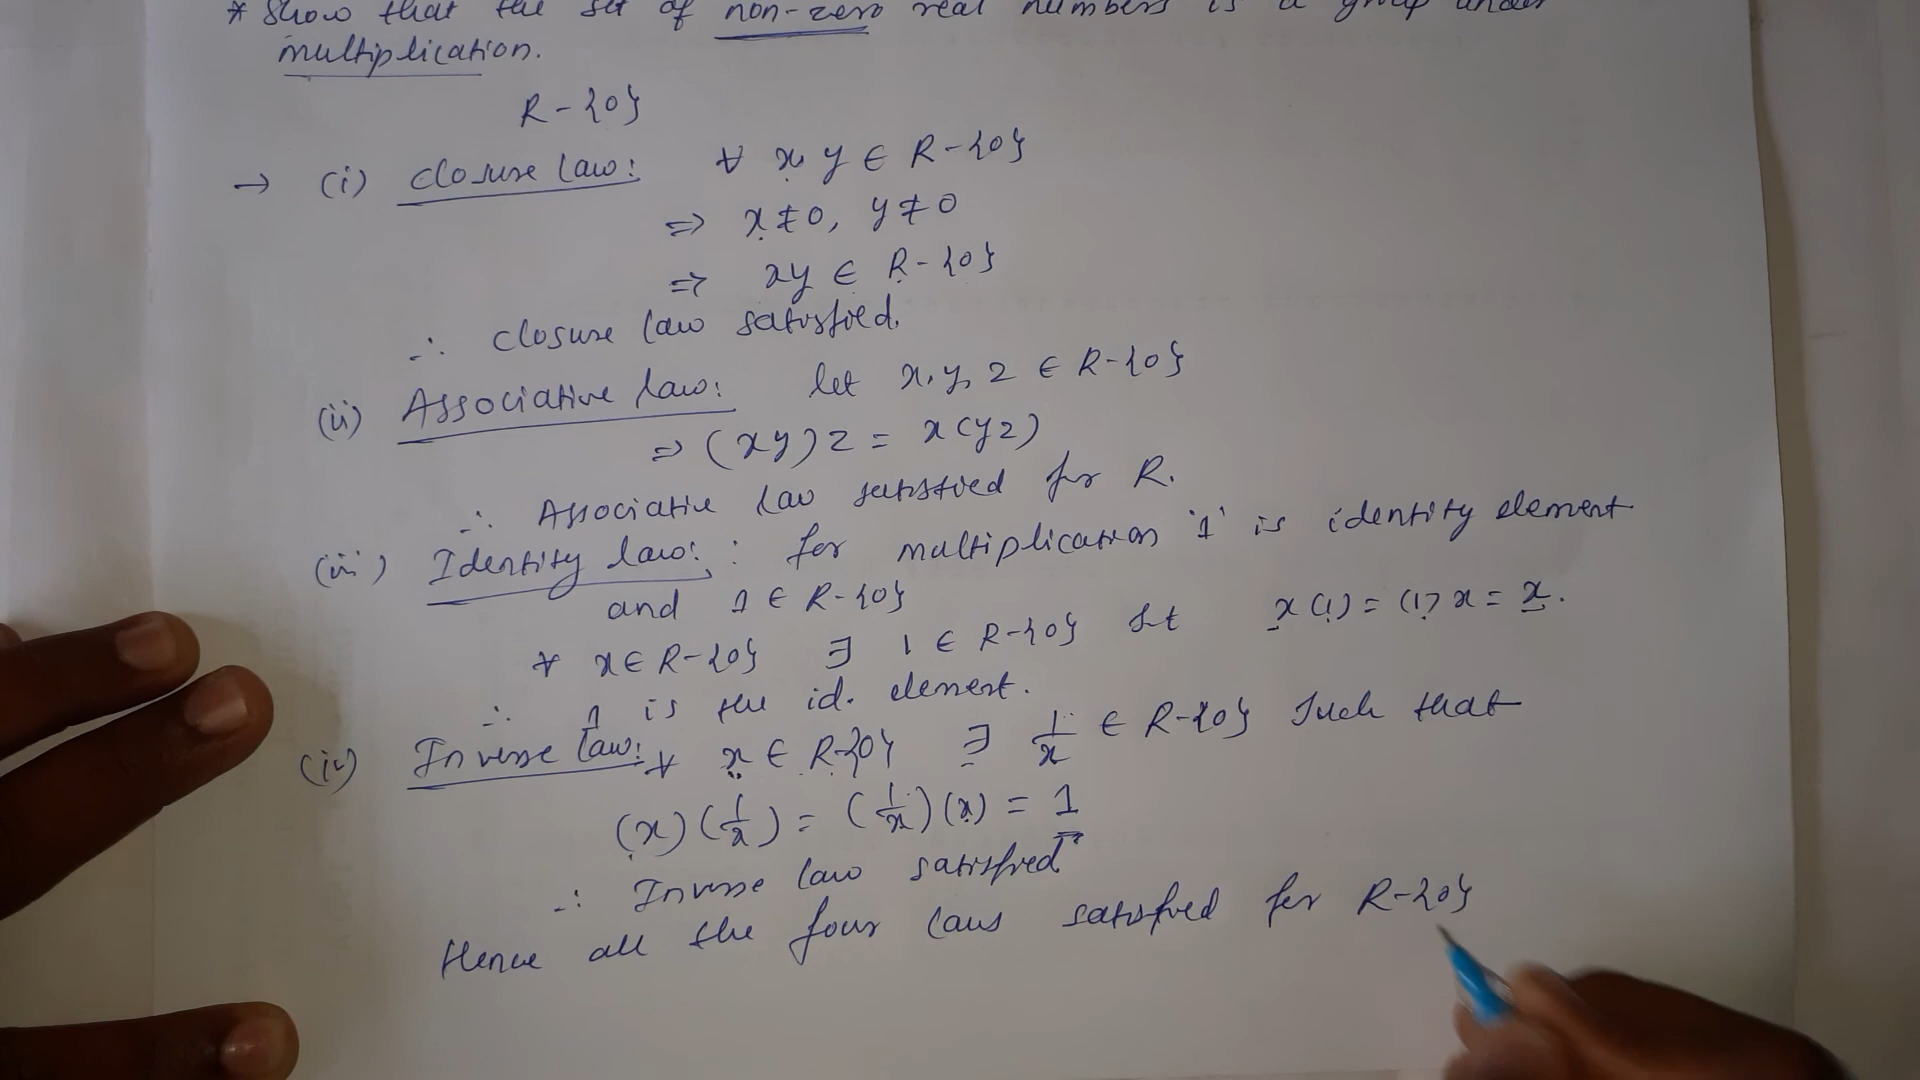 * Show that the set of non-zero real numbers is a group under
multiplication.
R-{0}
→ (i) closure law: ∀ x, y ∈ R-{0}
⇒ x≠0, y≠0
⇒ xy ∈ R-{0}
∴ closure law satisfied.
(ii) Associative law: let x, y, z ∈ R-{0}
⇒ (xy)z = x(yz)
∴ Associative law satisfied for R.
(iii) Identity law: : for multiplication '1' is identity element
and 1 ∈ R-{0}
∀ x ∈ R-{0} ∃ 1 ∈ R-{0} st x(1) = (1)x = x.
∴ 1 is the id. element.
(iv) Inverse law: ∀ x ∈ R-{0} ∃ 1/x ∈ R-{0} such that
(x)(1/x) = (1/x)(x) = 1
∴ Inverse law satisfied
Hence all the four laws satisfied for R-{0}